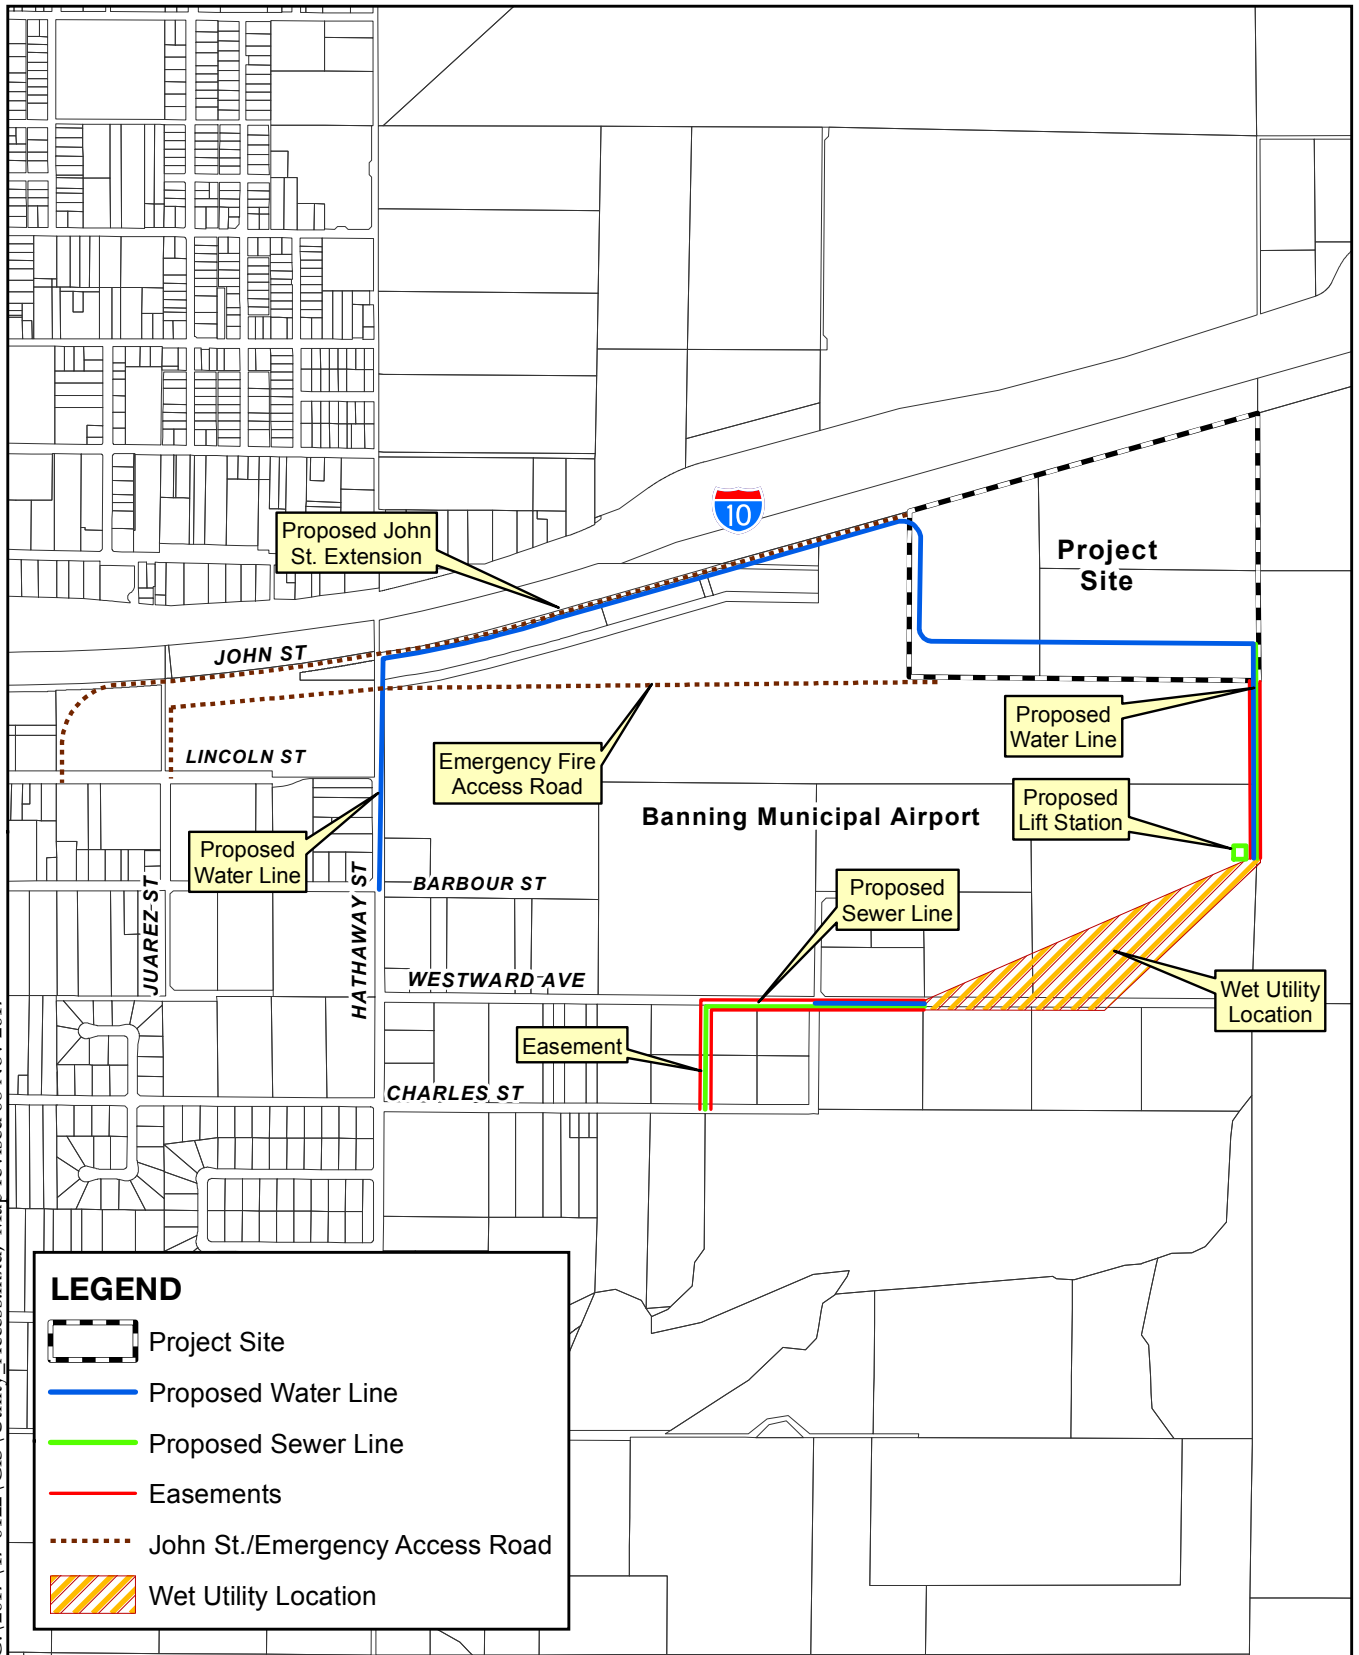 10
Proposed John
St. Extension
Project
Site
JOHN ST
Proposed
Water Line
LINCOLN ST
Emergency Fire
Access Road
Proposed
Lift Station
Banning Municipal Airport
Proposed
Water Line
Proposed
Sewer Line
BARBOUR ST
JUAREZ ST
HATHAWAY ST
WESTWARD AVE
Wet Utility
Location
Easement
CHARLES ST
LEGEND
Project Site
Proposed Water Line
Proposed Sewer Line
Easements
John St./Emergency Access Road
Wet Utility Location